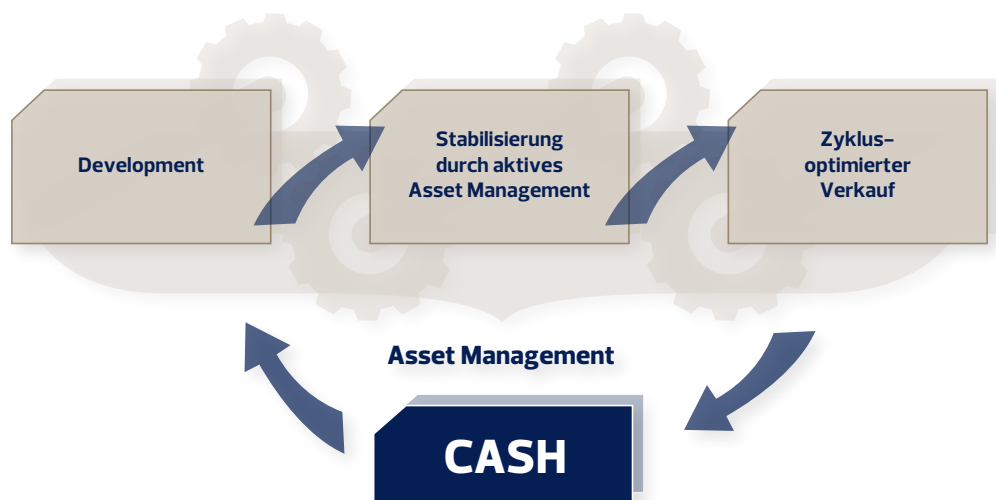 Development
Stabilisierung
durch aktives
Asset Management
Zyklus-
optimierter
Verkauf
Asset Management
CASH